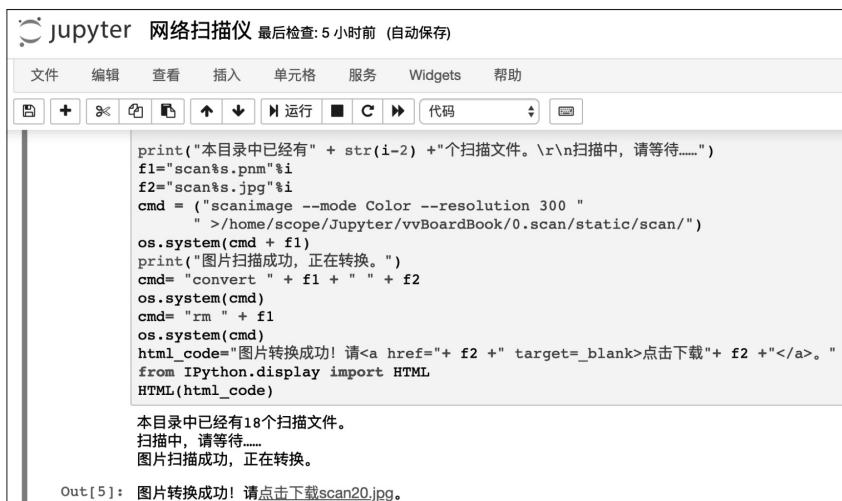 jupyter 网络扫描仪 最后检查: 5 小时前 (自动保存)
文件 编辑 查看 插入 单元格 服务 Widgets 帮助
运行 代码
print("本目录中已经有" + str(i-2) +"个扫描文件。\r\n扫描中, 请等待……")
f1="scan%s.pnm"%i
f2="scan%s.jpg"%i
cmd = ("scanimage --mode Color --resolution 300 "
" >/home/scope/Jupyter/vvBoardBook/0.scan/static/scan/")
os.system(cmd + f1)
print("图片扫描成功, 正在转换。")
cmd= "convert " + f1 + " " + f2
os.system(cmd)
cmd= "rm " + f1
os.system(cmd)
html_code="图片转换成功! 请<a href="+ f2 +" target=_blank>点击下载"+ f2 +"</a>。"
from IPython.display import HTML
HTML(html_code)
本目录中已经有18个扫描文件。
扫描中, 请等待……
图片扫描成功, 正在转换。
Out[5]: 图片转换成功! 请点击下载scan20.jpg。